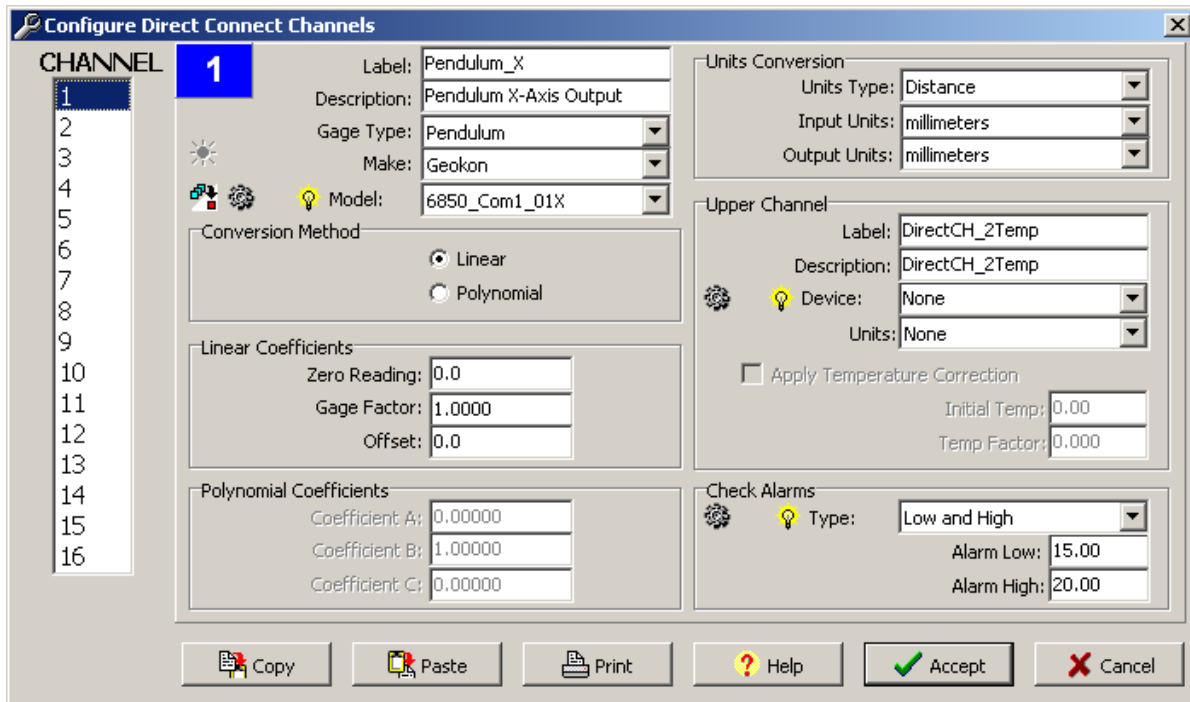 Configure Direct Connect Channels
CHANNEL
1
2
3
4
5
6
7
8
9
10
11
12
13
14
15
16
1
Label: Pendulum_X
Description: Pendulum X-Axis Output
Gage Type: Pendulum
Make: Geokon
Model: 6850_Com1_01X
Conversion Method
Linear
Polynomial
Linear Coefficients
Zero Reading: 0.0
Gage Factor: 1.0000
Offset: 0.0
Polynomial Coefficients
Coefficient A: 0.00000
Coefficient B: 1.00000
Coefficient C: 0.00000
Units Conversion
Units Type: Distance
Input Units: millimeters
Output Units: millimeters
Upper Channel
Label: DirectCH_2Temp
Description: DirectCH_2Temp
Device: None
Units: None
Apply Temperature Correction
Initial Temp: 0.00
Temp Factor: 0.000
Check Alarms
Type: Low and High
Alarm Low: 15.00
Alarm High: 20.00
Copy
Paste
Print
Help
Accept
Cancel